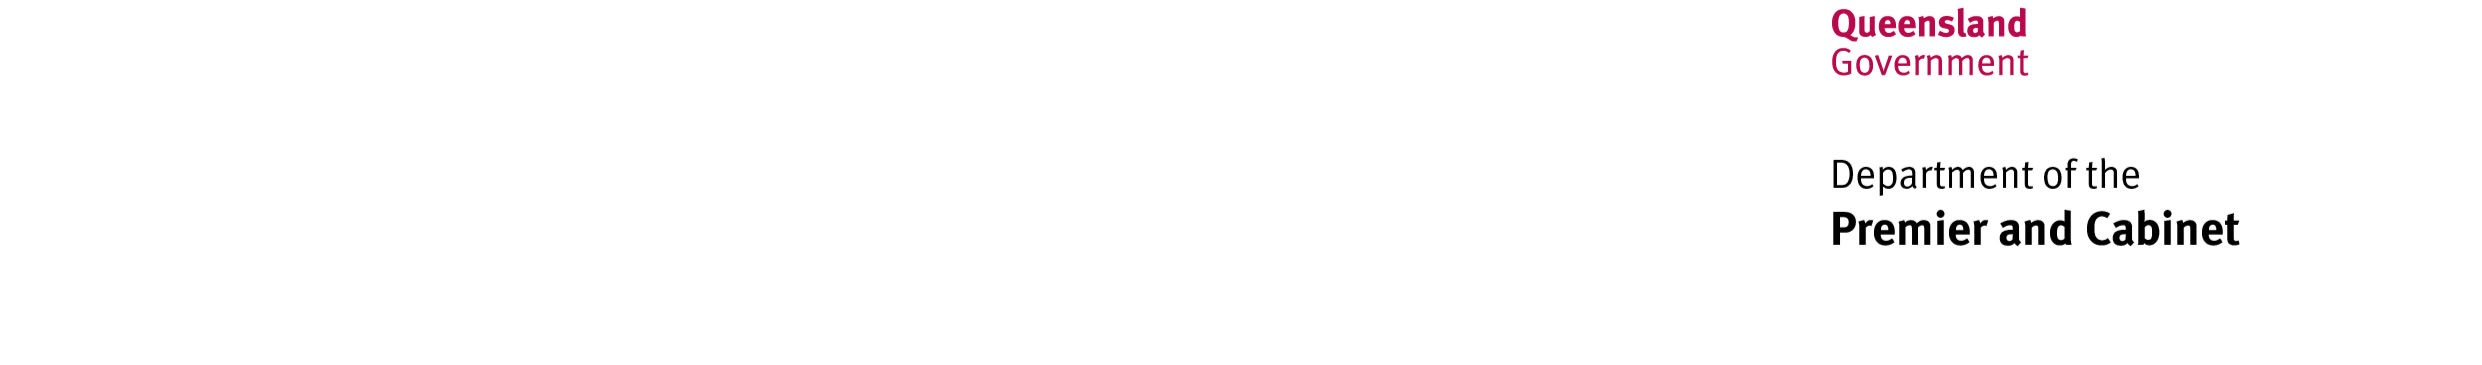 Queensland
Government
Department of the
Premier and Cabinet